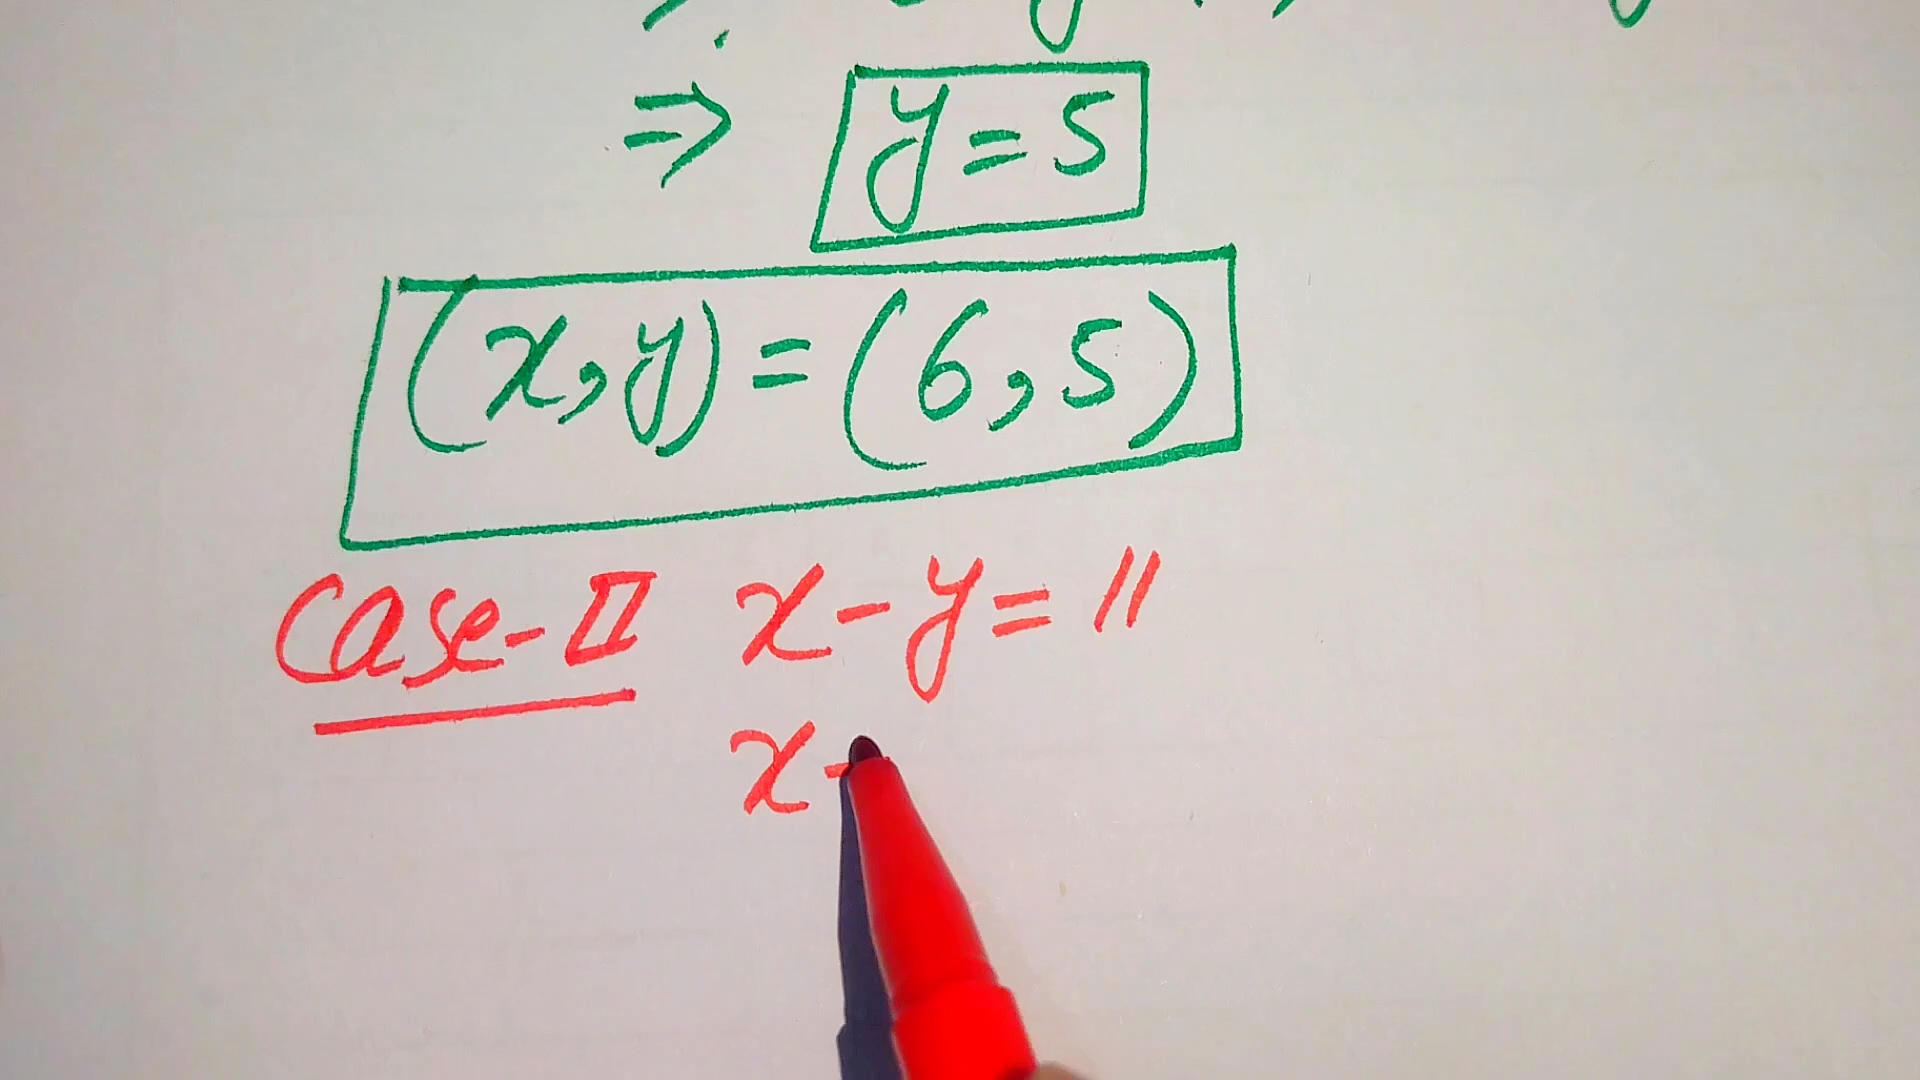 ⇒ y = 5
(x, y) = (6, 5)
Case-II x - y = 11
x